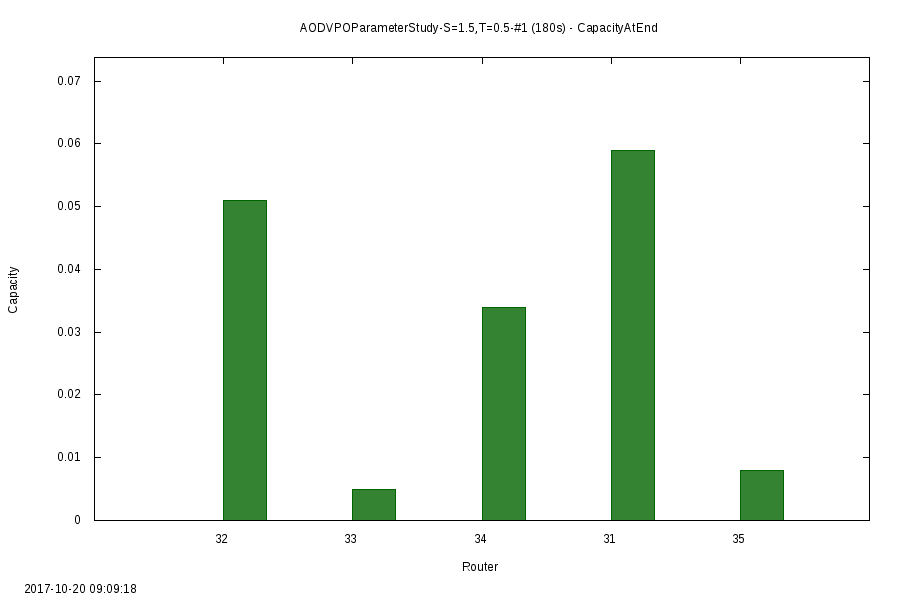 AODVPOParameterStudy-S=1.5,T=0.5-#1 (180s) - CapacityAtEnd
0.07
0.06
0.05
0.04
0.03
0.02
0.01
0
Capacity
32 33 34 31 35
Router
2017-10-20 09:09:18